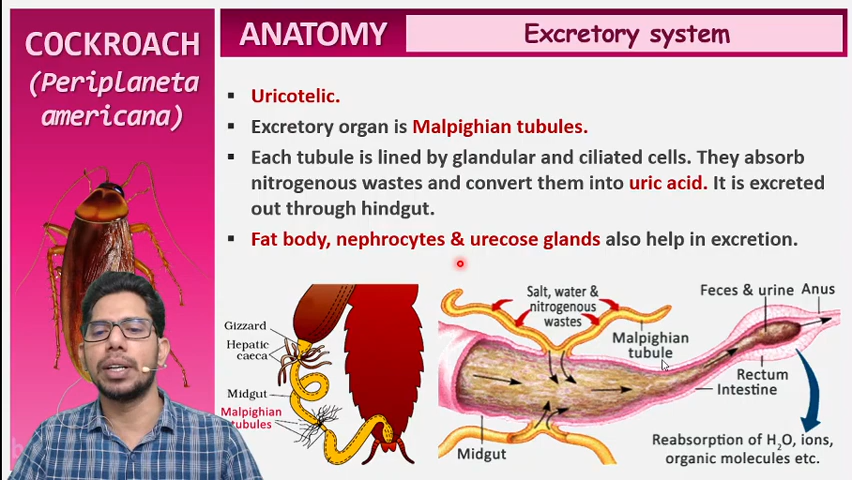 COCKROACH
(Periplaneta
americana)
ANATOMY
Excretory system
▪ Uricotelic.
▪ Excretory organ is Malpighian tubules.
▪ Each tubule is lined by glandular and ciliated cells. They absorb
nitrogenous wastes and convert them into uric acid. It is excreted
out through hindgut.
▪ Fat body, nephrocytes & urecose glands also help in excretion.
Gizzard
Hepatic
caeca
Midgut
Malpighian
tubules
Salt, water &
nitrogenous
wastes
Malpighian
tubule
Feces & urine
Anus
Rectum
Intestine
Midgut
Reabsorption of H₂O, ions,
organic molecules etc.